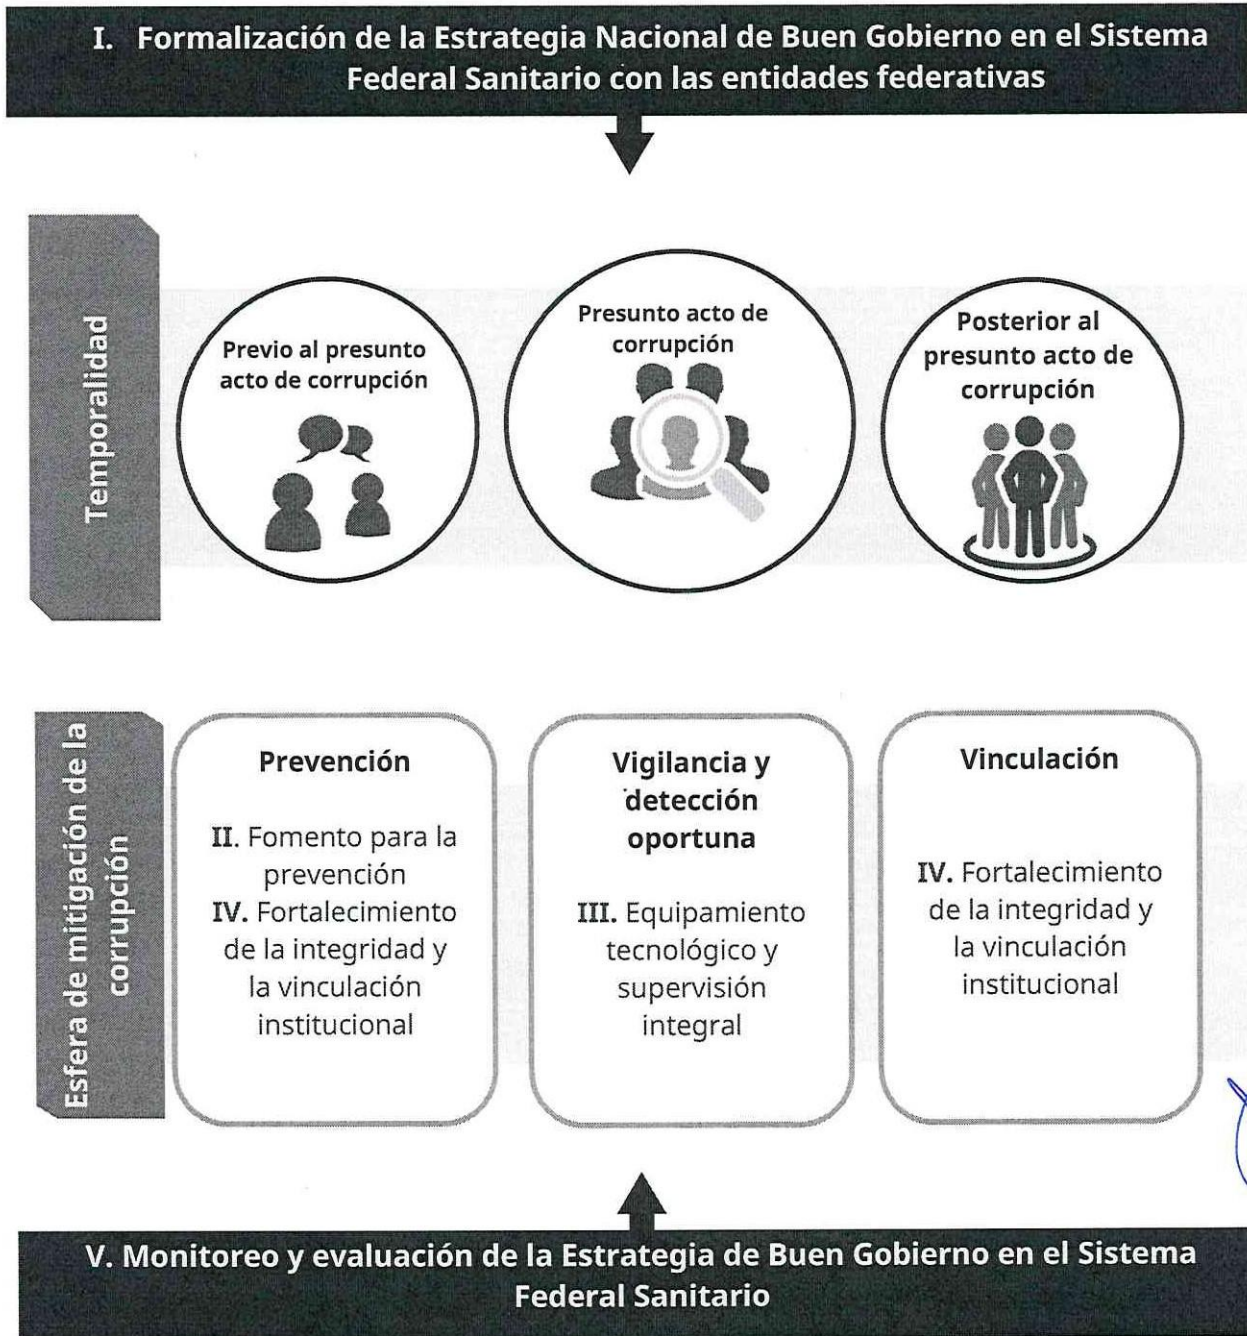 I. Formalización de la Estrategia Nacional de Buen Gobierno en el Sistema
Federal Sanitario con las entidades federativas
Temporalidad
Previo al presunto
acto de corrupción
Presunto acto de
corrupción
Posterior al
presunto acto de
corrupción
Esfera de mitigación de la
corrupción
Prevención
II. Fomento para la
prevención
IV. Fortalecimiento
de la integridad y
la vinculación
institucional
Vigilancia y
detección
oportuna
III. Equipamiento
tecnológico y
supervisión
integral
Vinculación
IV. Fortalecimiento
de la integridad y
la vinculación
institucional
V. Monitoreo y evaluación de la Estrategia de Buen Gobierno en el Sistema
Federal Sanitario